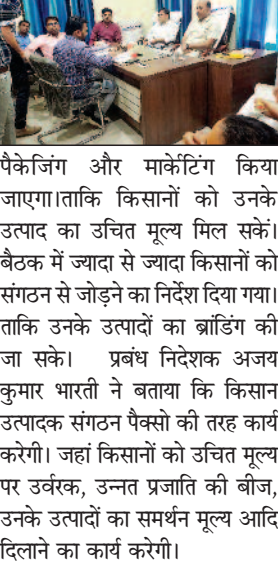 पैकेजिंग और मार्केटिंग किया
जाएगा।ताकि किसानों को उनके
उत्पाद का उचित मूल्य मिल सकें।
बैठक में ज्यादा से ज्यादा किसानों को
संगठन से जोड़ने का निर्देश दिया गया।
ताकि उनके उत्पादों का ब्रांडिंग की
जा सके। प्रबंध निदेशक अजय
कुमार भारती ने बताया कि किसान
उत्पादक संगठन पैक्सो की तरह कार्य
करेगी। जहां किसानों को उचित मूल्य
पर उर्वरक, उन्नत प्रजाति की बीज,
उनके उत्पादों का समर्थन मूल्य आदि
दिलाने का कार्य करेगी।